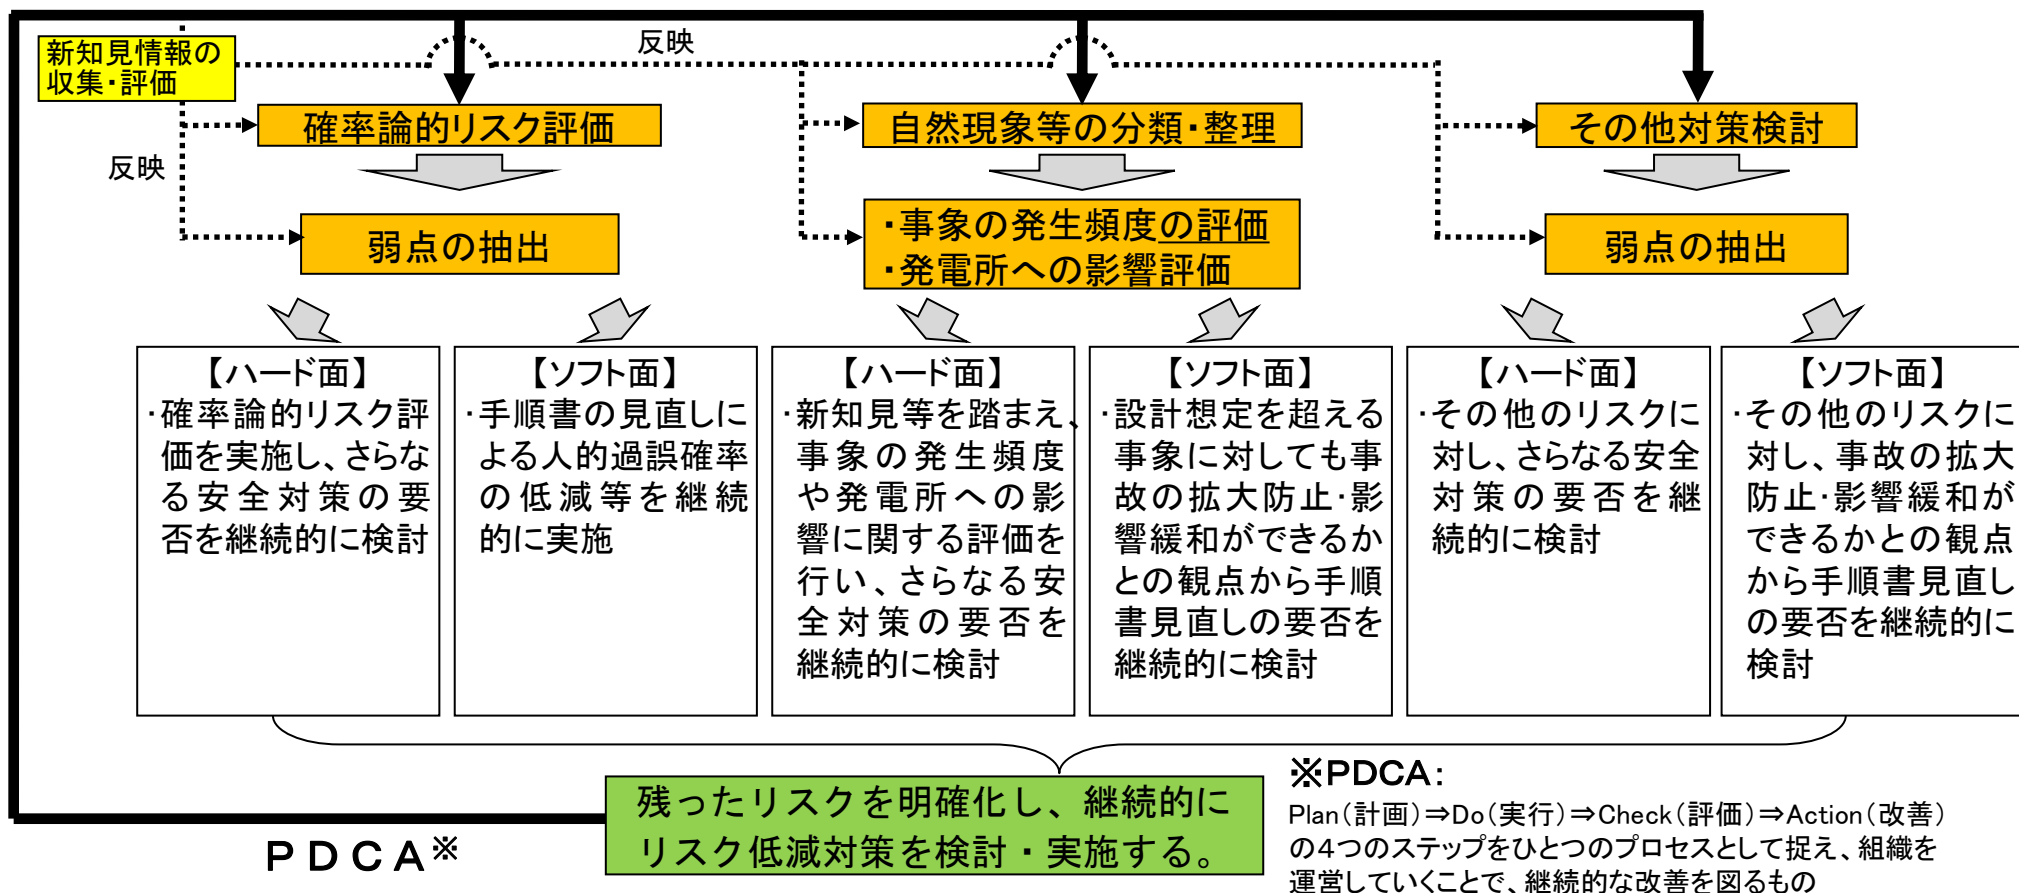 新知見情報の
収集・評価
反映
反映
確率論的リスク評価
自然現象等の分類・整理
その他対策検討
弱点の抽出
・事象の発生頻度の評価
・発電所への影響評価
弱点の抽出
【ハード面】
・確率論的リスク評
価を実施し、さらな
る安全対策の要
否を継続的に検討
【ソフト面】
・手順書の見直しに
よる人的過誤確率
の低減等を継続
的に実施
【ハード面】
・新知見等を踏まえ、
事象の発生頻度
や発電所への影
響に関する評価を
行い、さらなる安
全対策の要否を
継続的に検討
【ソフト面】
・設計想定を超える
事象に対しても事
故の拡大防止・影
響緩和ができるか
との観点から手順
書見直しの要否を
継続的に検討
【ハード面】
・その他のリスクに
対し、さらなる安全
対策の要否を継
続的に検討
【ソフト面】
・その他のリスクに
対し、事故の拡大
防止・影響緩和が
できるかとの観点
から手順書見直し
の要否を継続的に
検討
残ったリスクを明確化し、継続的に
リスク低減対策を検討・実施する。
PDCA※
※PDCA:
Plan(計画)⇒Do(実行)⇒Check(評価)⇒Action(改善)
の4つのステップをひとつのプロセスとして捉え、組織を
運営していくことで、継続的な改善を図るもの